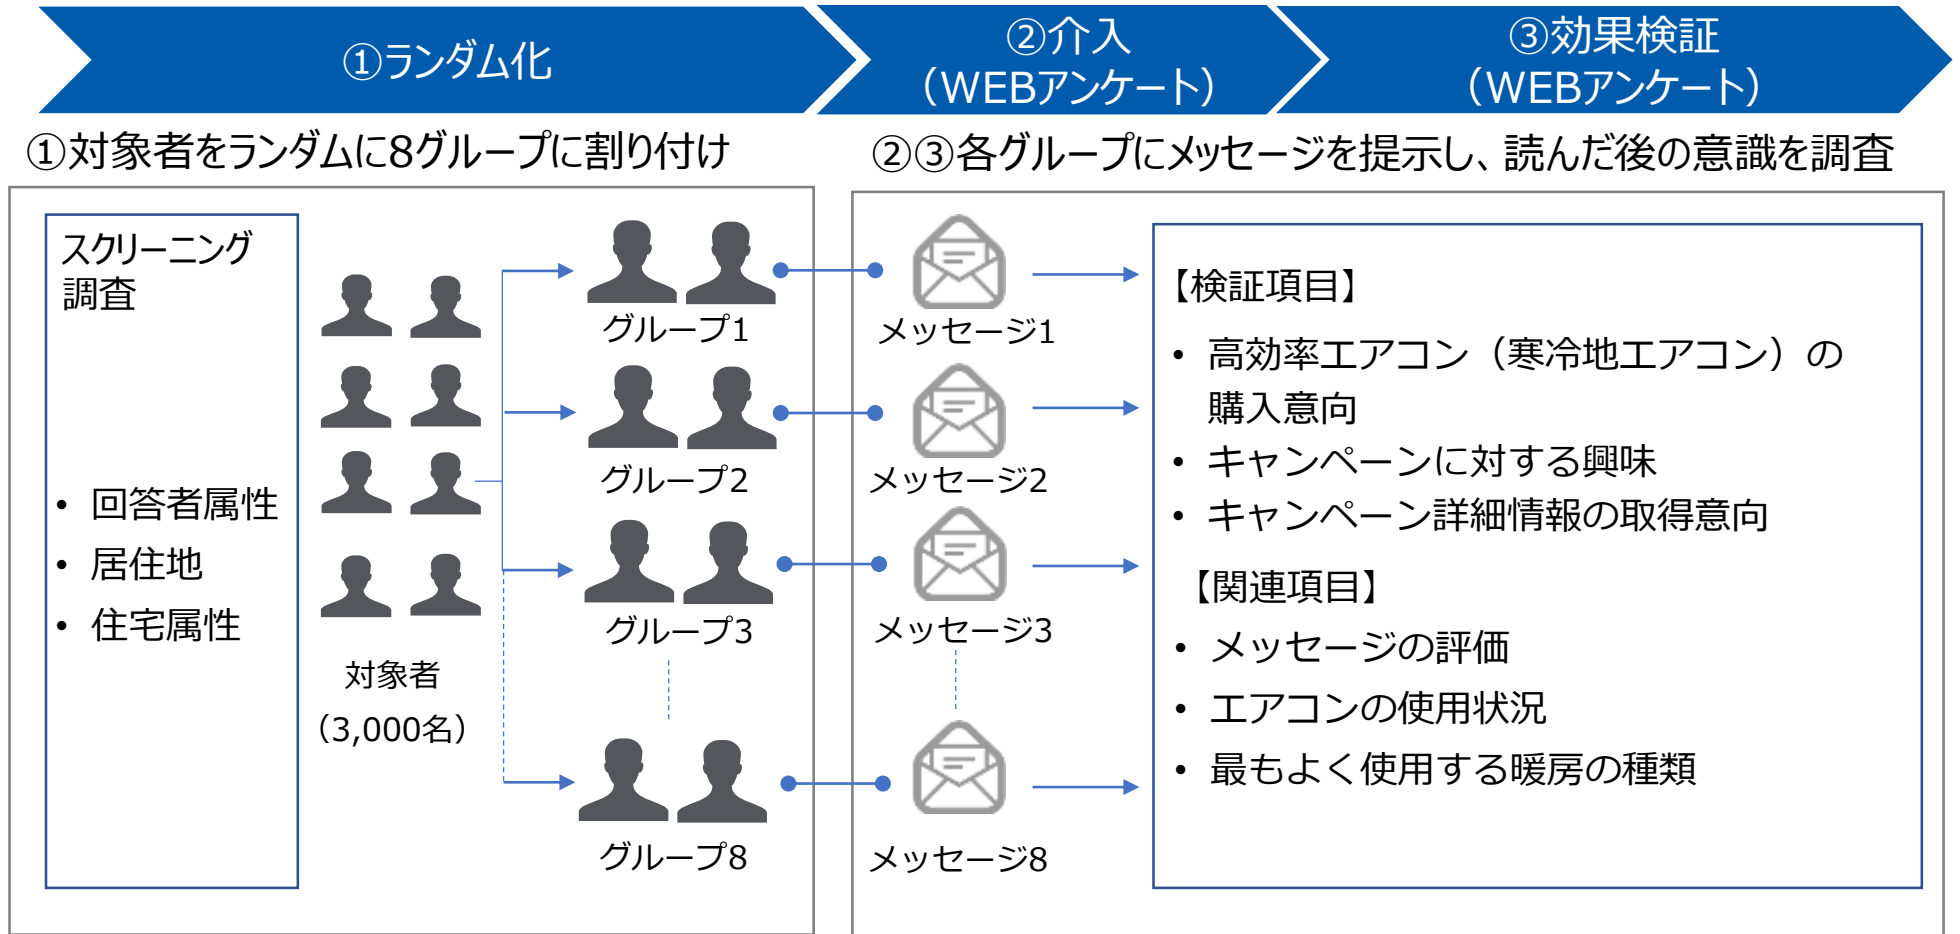 ①ランダム化
②介入
（WEBアンケート）
③効果検証
（WEBアンケート）
①対象者をランダムに8グループに割り付け
②③各グループにメッセージを提示し、読んだ後の意識を調査
スクリーニング
調査
• 回答者属性
• 居住地
• 住宅属性
対象者
（3,000名）
グループ1
グループ2
グループ3
グループ8
メッセージ1
メッセージ2
メッセージ3
メッセージ8
【検証項目】
• 高効率エアコン（寒冷地エアコン）の
購入意向
• キャンペーンに対する興味
• キャンペーン詳細情報の取得意向
【関連項目】
• メッセージの評価
• エアコンの使用状況
• 最もよく使用する暖房の種類